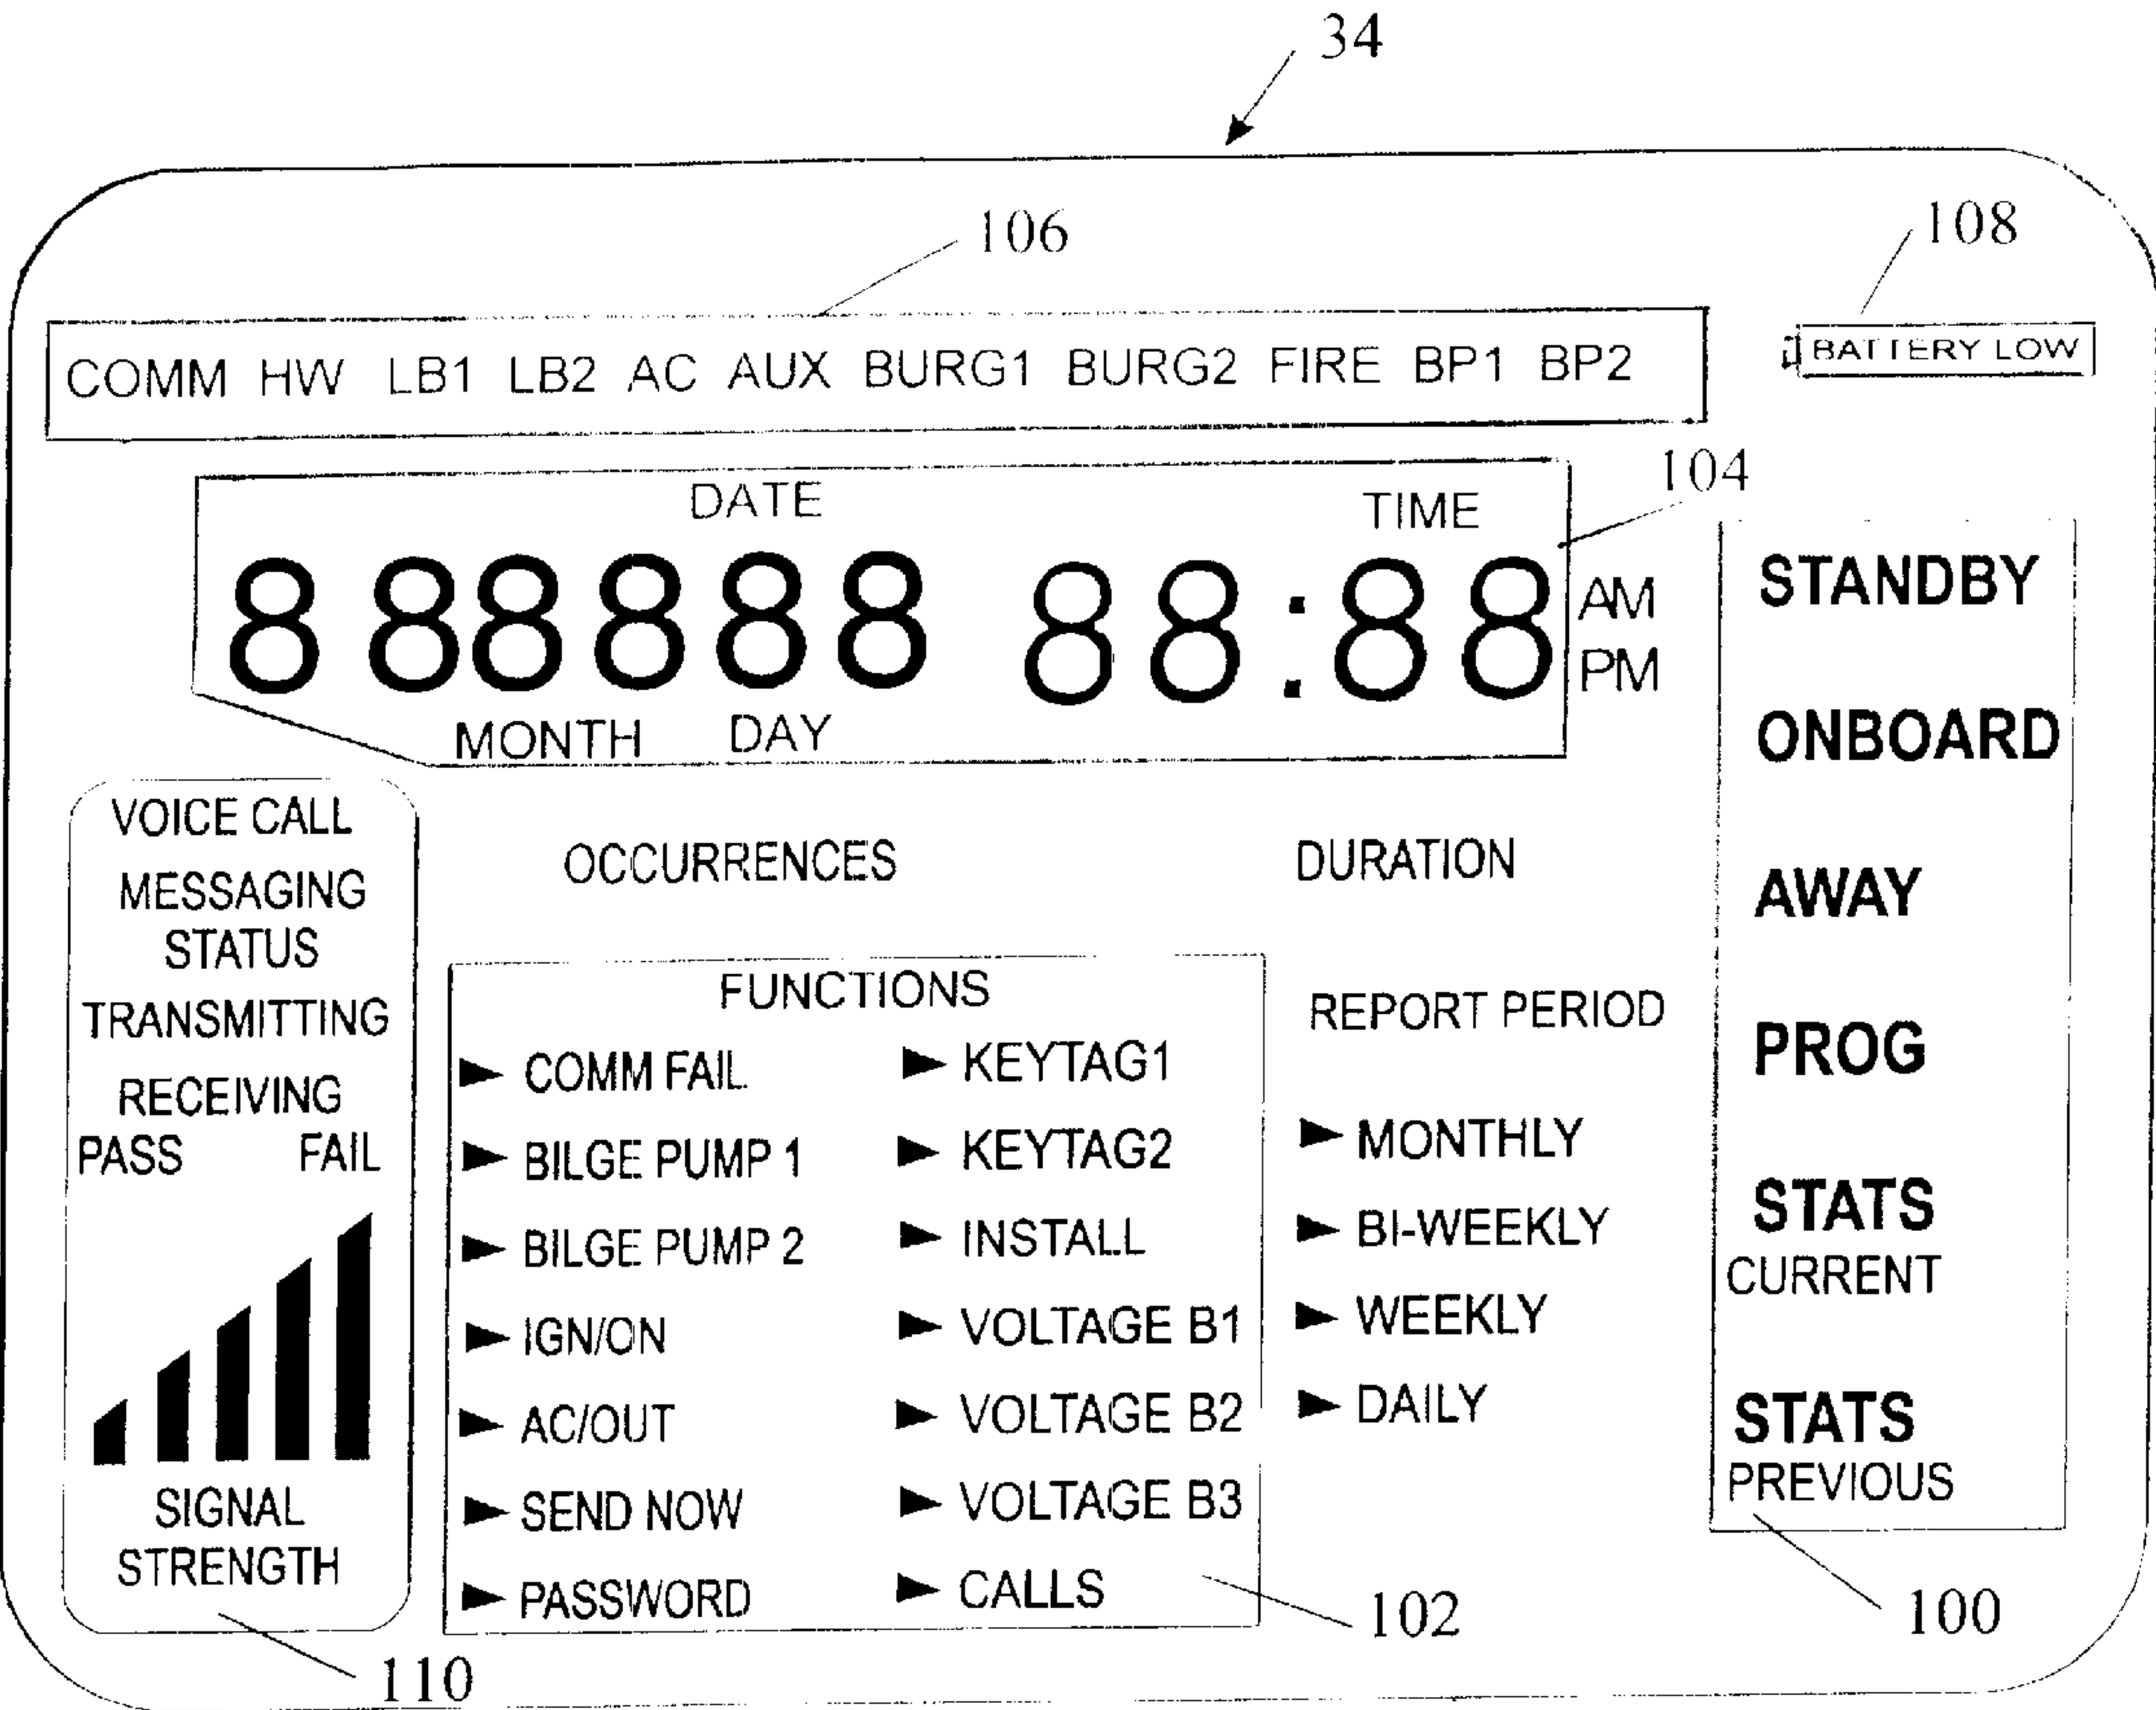 34
106
108
COMM HW LB1 LB2 AC AUX BURG1 BURG2 FIRE BP1 BP2
BATTERY LOW
104
DATE TIME
8 88888 88:88
AM
PM
MONTH DAY
VOICE CALL
MESSAGING
STATUS
TRANSMITTING
RECEIVING
PASS FAIL
SIGNAL
STRENGTH
110
OCCURRENCES DURATION
FUNCTIONS
COMM FAIL
BILGE PUMP 1
BILGE PUMP 2
IGN/ON
AC/OUT
SEND NOW
PASSWORD
KEYTAG1
KEYTAG2
INSTALL
VOLTAGE B1
VOLTAGE B2
VOLTAGE B3
CALLS
102
REPORT PERIOD
MONTHLY
BI-WEEKLY
WEEKLY
DAILY
STANDBY
ONBOARD
AWAY
PROG
STATS
CURRENT
STATS
PREVIOUS
100